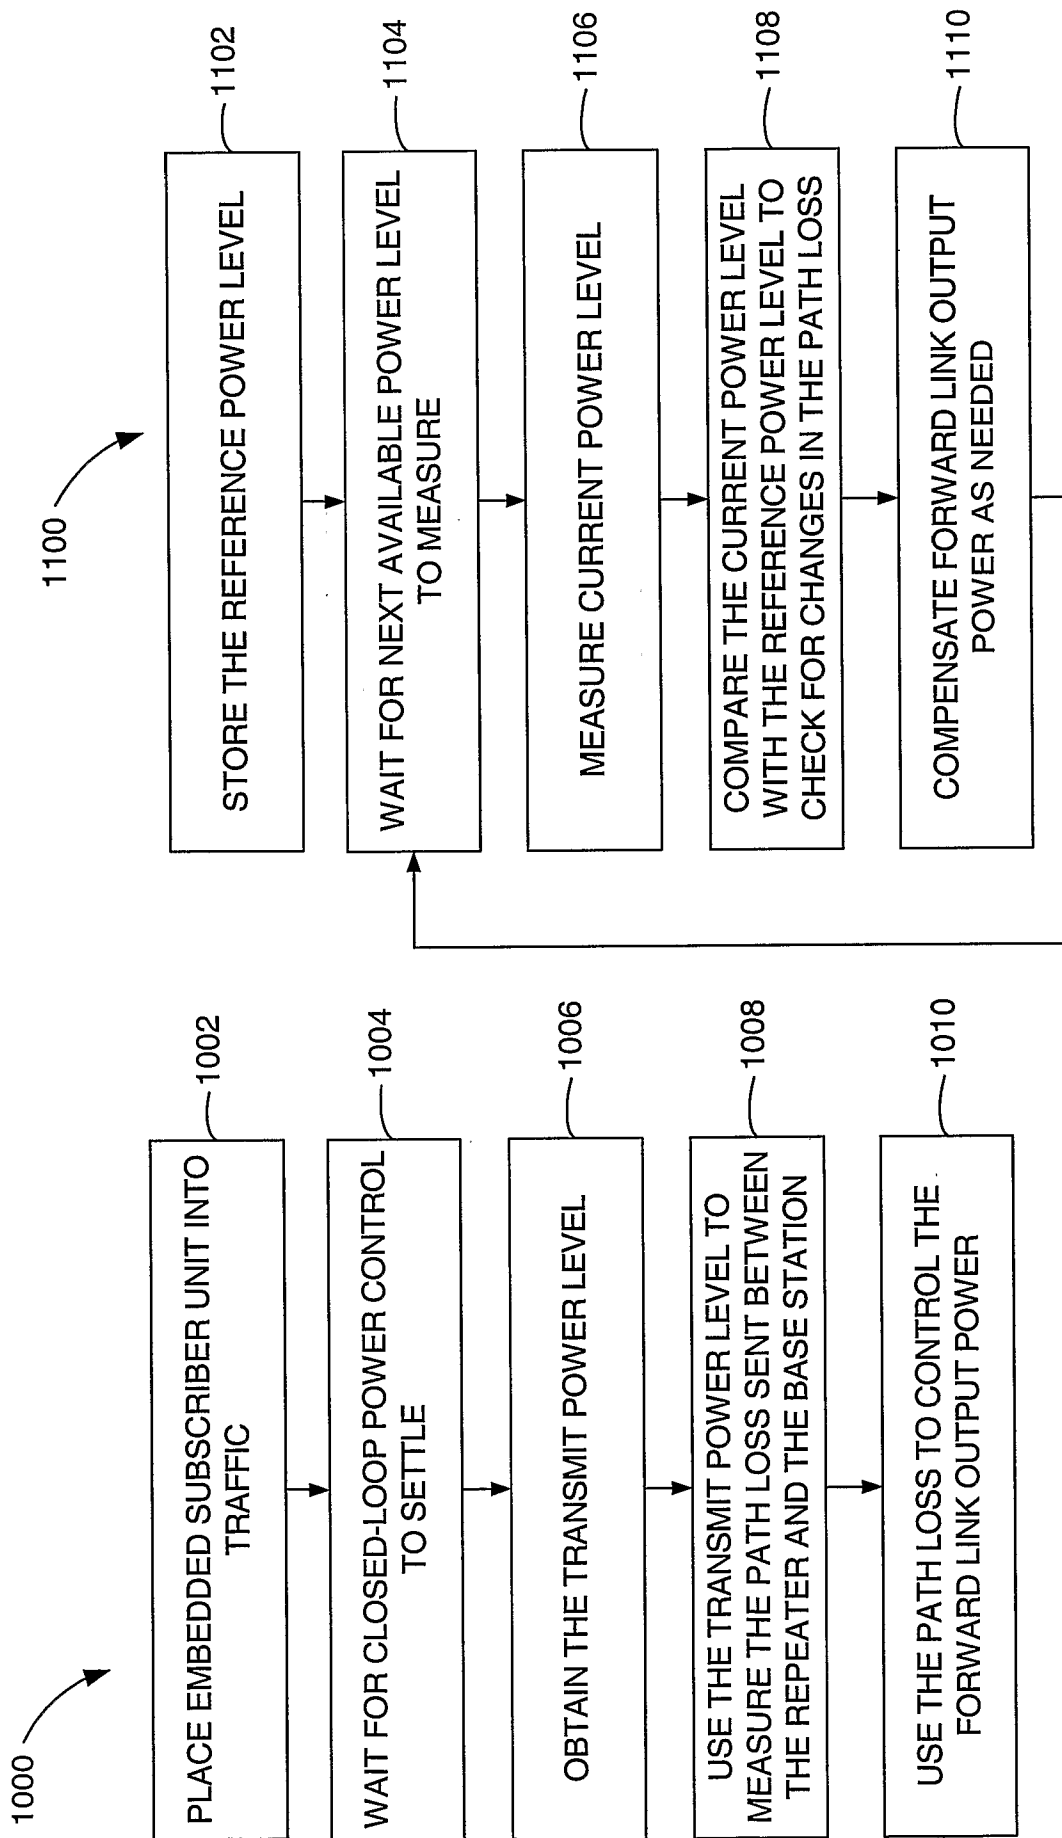 1000
PLACE EMBEDDED SUBSCRIBER UNIT INTO
TRAFFIC
1002
WAIT FOR CLOSED-LOOP POWER CONTROL
TO SETTLE
1004
OBTAIN THE TRANSMIT POWER LEVEL
1006
USE THE TRANSMIT POWER LEVEL TO
MEASURE THE PATH LOSS SENT BETWEEN
THE REPEATER AND THE BASE STATION
1008
USE THE PATH LOSS TO CONTROL THE
FORWARD LINK OUTPUT POWER
1010
1100
STORE THE REFERENCE POWER LEVEL
1102
WAIT FOR NEXT AVAILABLE POWER LEVEL
TO MEASURE
1104
MEASURE CURRENT POWER LEVEL
1106
COMPARE THE CURRENT POWER LEVEL
WITH THE REFERENCE POWER LEVEL TO
CHECK FOR CHANGES IN THE PATH LOSS
1108
COMPENSATE FORWARD LINK OUTPUT
POWER AS NEEDED
1110